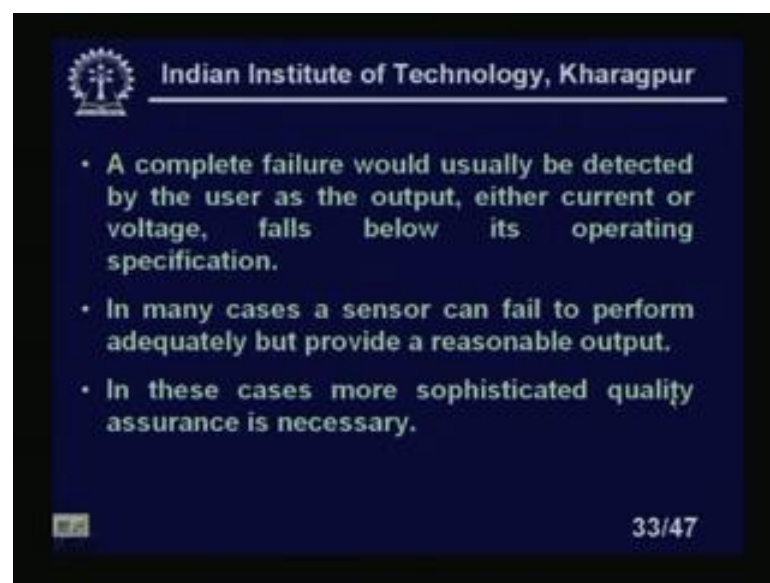 Indian Institute of Technology, Kharagpur
• A complete failure would usually be detected
by the user as the output, either current or
voltage, falls below its operating
specification.
• In many cases a sensor can fail to perform
adequately but provide a reasonable output.
• In these cases more sophisticated quality
assurance is necessary.
33/47